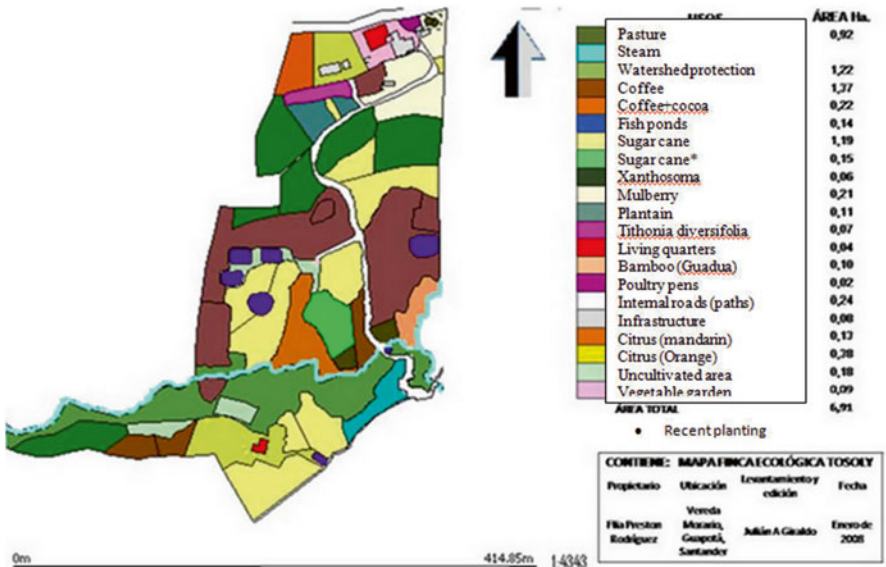 USOS ÁREA Ha.
Pasture 0,92
Steam
Watershed protection 1,22
Coffee 1,37
Coffee+cocoa 0,22
Fish ponds 0,14
Sugar cane 1,19
Sugar cane* 0,15
Xanthosoma 0,06
Mulberry 0,21
Plantain 0,11
Tithonia diversifolia 0,07
Living quarters 0,04
Bamboo (Guadua) 0,10
Poultry pens 0,02
Internal roads (paths) 0,24
Infrastructure 0,08
Citrus (mandarin) 0,13
Citrus (Orange) 0,38
Uncultivated area 0,18
Vegetable garden 0,09
ÁREA TOTAL 6,91
• Recent planting
CONTIENE: MAPA FINCA ECOLÓGICA TOSOLY
Propietario Ubicación Levantamiento y edición Fecha
Filia Preston Rodríguez Vereda Morario, Guapotá, Santander Julián A Giraldo Enero de 2008
0m 414.85m 1:4343